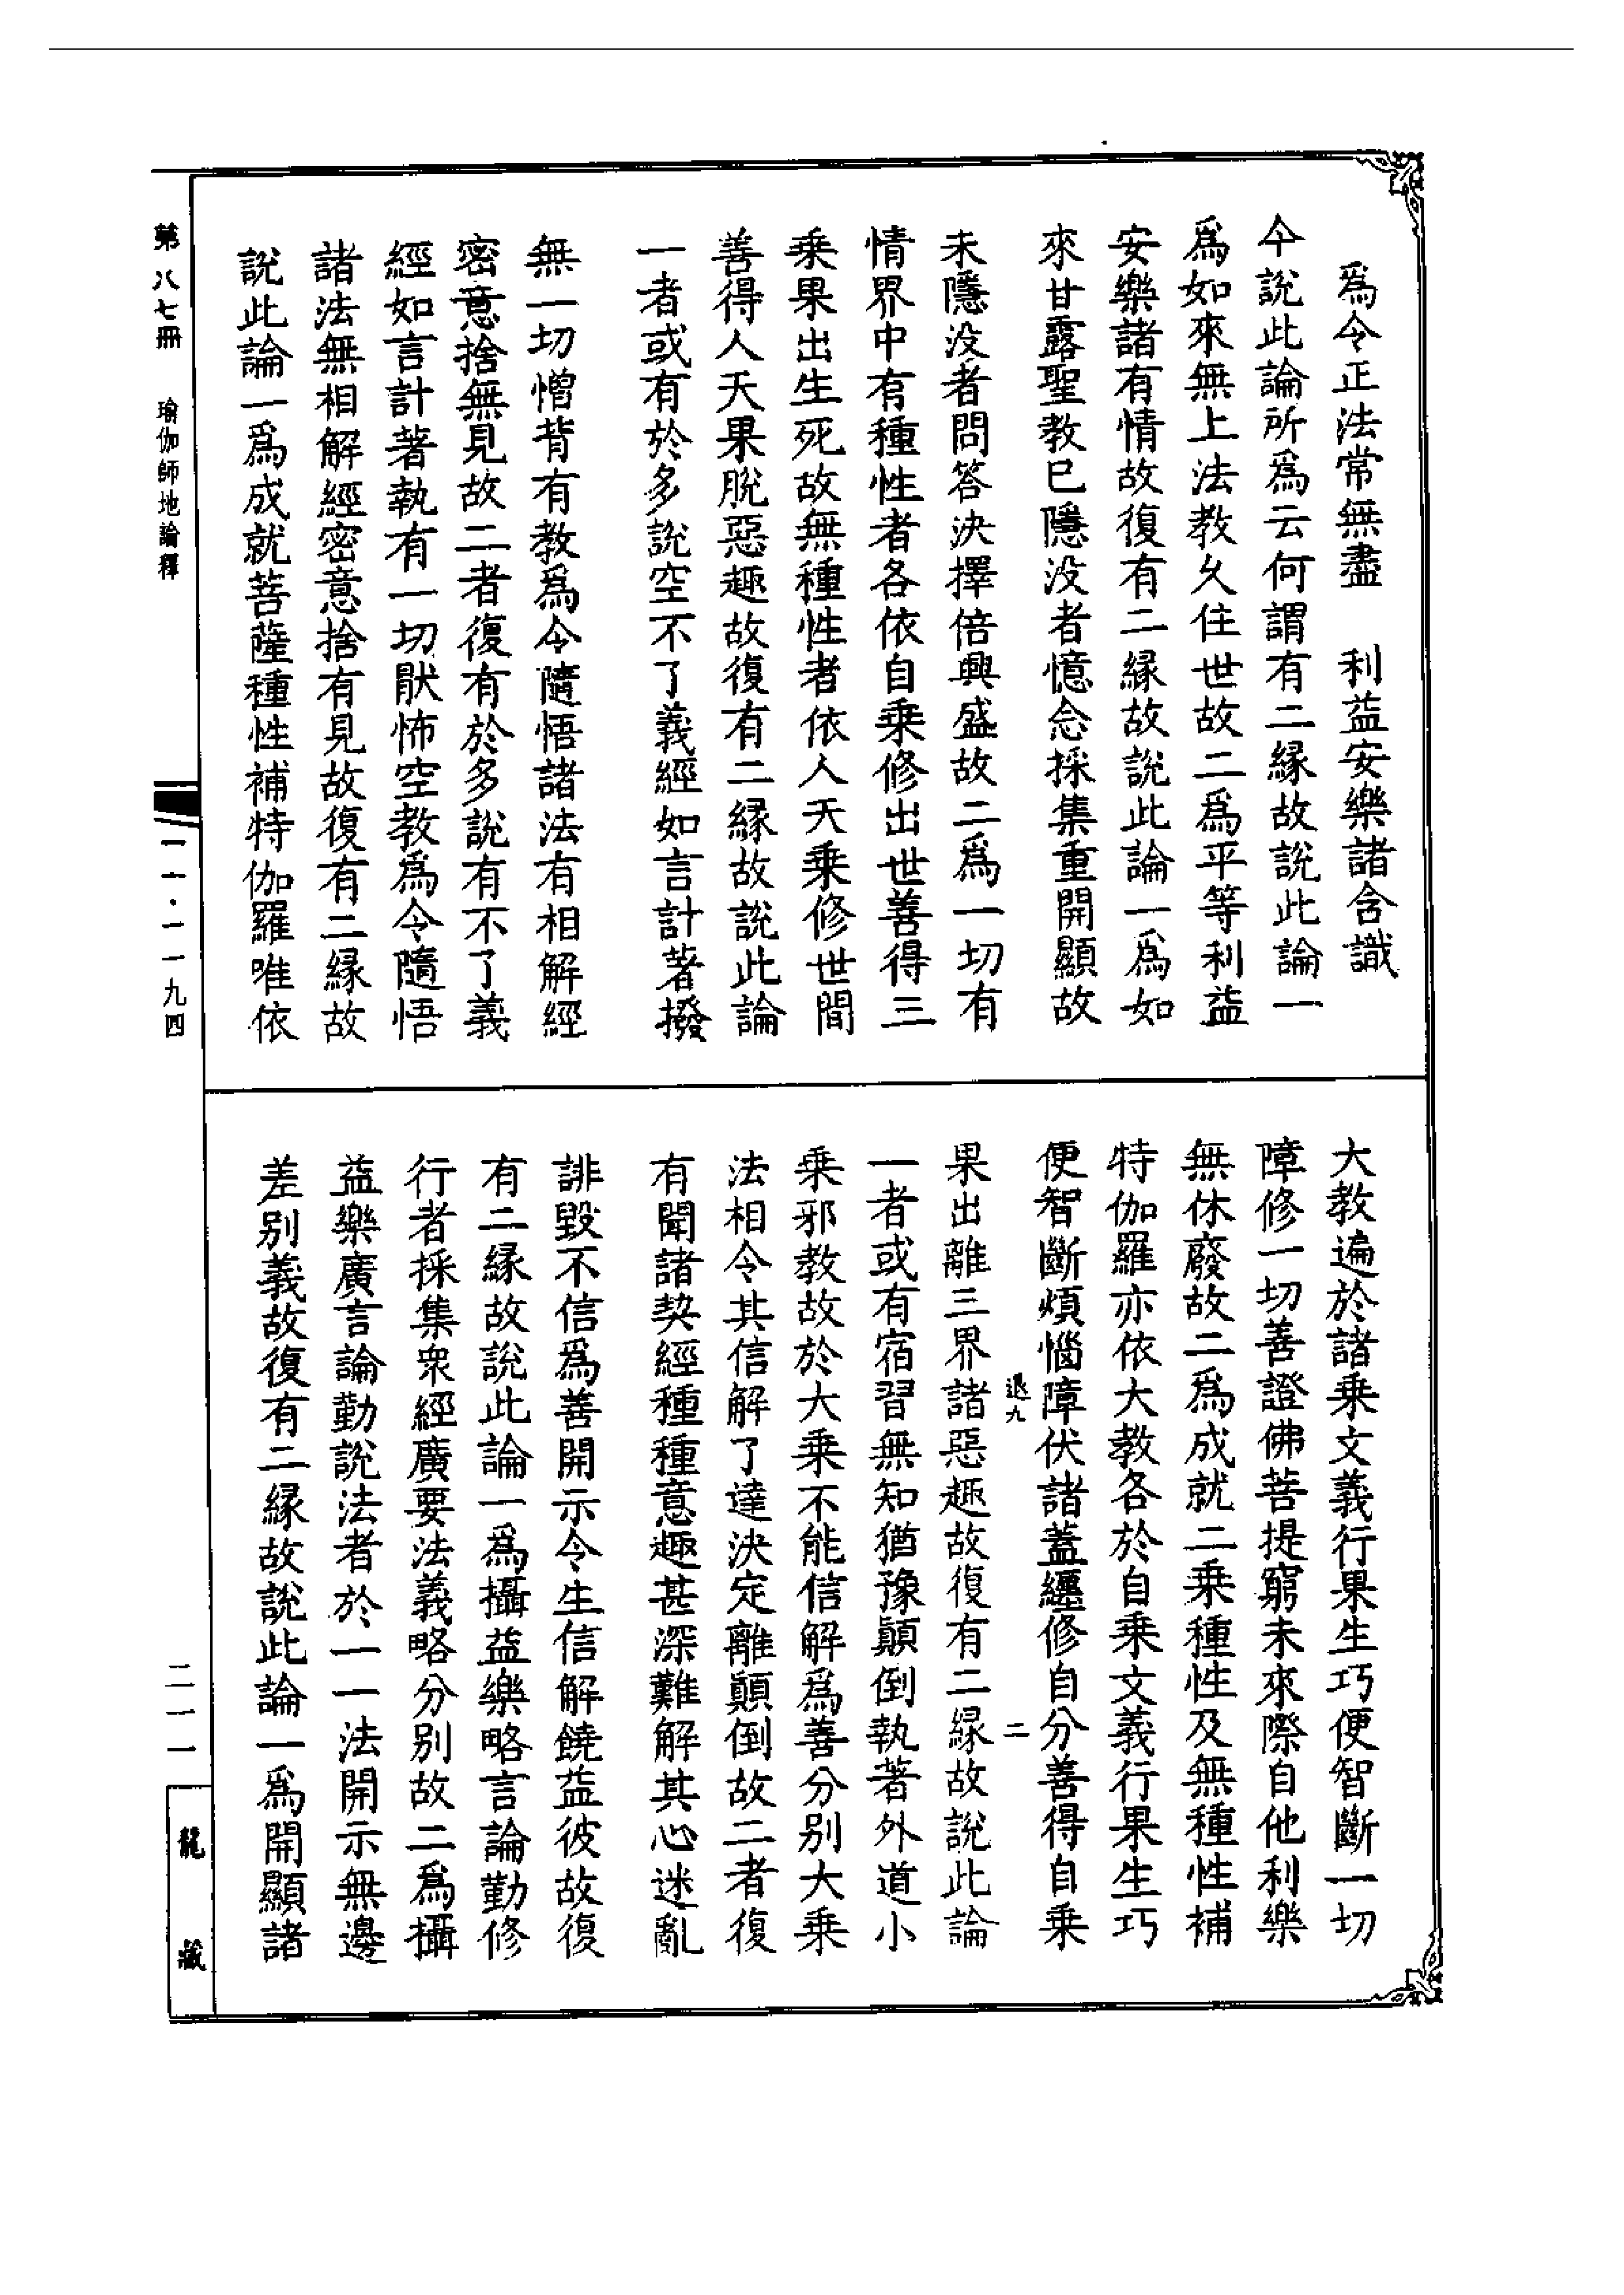 爲令正法常無盡　利益安樂諸含識
今說此論所爲云何謂有二緣故說此論一
爲如來無上法教久住世故二爲平等利益
安樂諸有情故復有二緣故說此論一爲如
來甘露聖教已隱没者憶念採集重開顯故
未隱没者問答決擇倍興盛故二爲一切有
情界中有種性者各依自乘修出世善得三
乘果出生死故無種性者依人天乘修世間
善得人天果脫惡趣故復有二緣故說此論
一者或有於多說空不了義經如言計著撥
無一切憎背有教爲令隨悟諸法有相解經
密意捨無見故二者復有於多說有不了義
經如言計著執有一切猒怖空教爲令隨悟
諸法無相解經密意捨有見故復有二緣故
說此論一爲成就菩薩種性補特伽羅唯依
大教遍於諸乘文義行果生巧便智斷一切
障修一切善證佛菩提窮未來際自他利樂
無休廢故二爲成就二乘種性及無種性補
特伽羅亦依大教各於自乘文義行果生巧
便智斷煩惱障伏諸蓋纏修自分善得自乘
退九　二
果出離三界諸惡趣故復有二緣故說此論
一者或有宿習無知猶豫顛倒執著外道小
乘邪教故於大乘不能信解爲善分别大乘
法相令其信解了達決定離顛倒故二者復
有聞諸契經種種意趣甚深難解其心迷亂
誹毀不信爲善開示令生信解饒益彼故復
有二緣故說此論一爲攝益樂略言論勤修
行者採集衆經廣要法義略分别故二爲攝
益樂廣言論勤說法者於一一法開示無邊
差别義故復有二緣故說此論一爲開顯諸
第八七冊　瑜伽師地論釋
一一·一一九四
二一一
龍藏